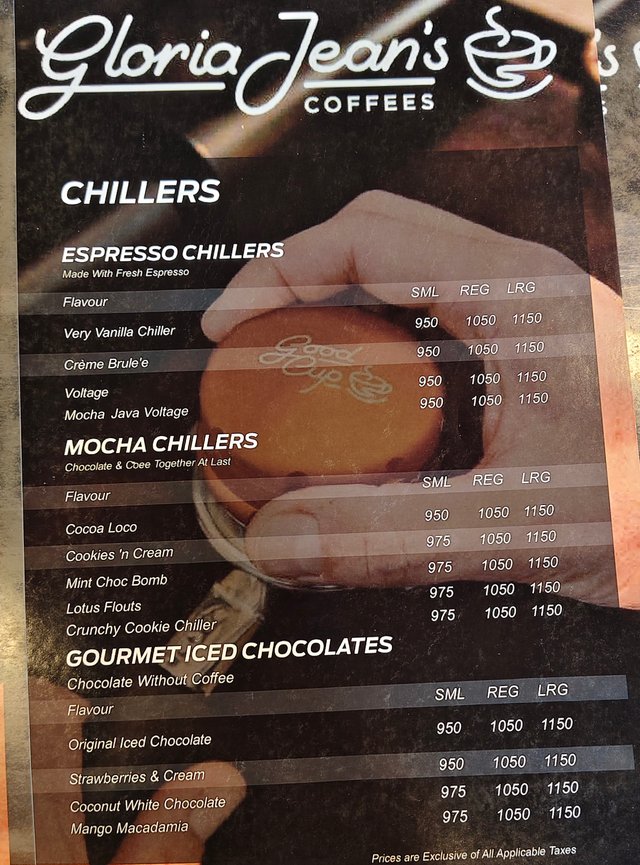 Gloria Jean's
COFFEES
CHILLERS
ESPRESSO CHILLERS
Made With Fresh Espresso
Flavour SML REG LRG
Very Vanilla Chiller 950 1050 1150
Crème Brule'e 950 1050 1150
Voltage 950 1050 1150
Mocha Java Voltage 950 1050 1150
MOCHA CHILLERS
Chocolate & Coee Together At Last
Flavour SML REG LRG
Cocoa Loco 950 1050 1150
Cookies 'n Cream 975 1050 1150
Mint Choc Bomb 975 1050 1150
Lotus Flouts 975 1050 1150
Crunchy Cookie Chiller 975 1050 1150
GOURMET ICED CHOCOLATES
Chocolate Without Coffee
Flavour SML REG LRG
Original Iced Chocolate 950 1050 1150
Strawberries & Cream 950 1050 1150
Coconut White Chocolate 975 1050 1150
Mango Macadamia 975 1050 1150
Prices are Exclusive of All Applicable Taxes
Good
Cup
's